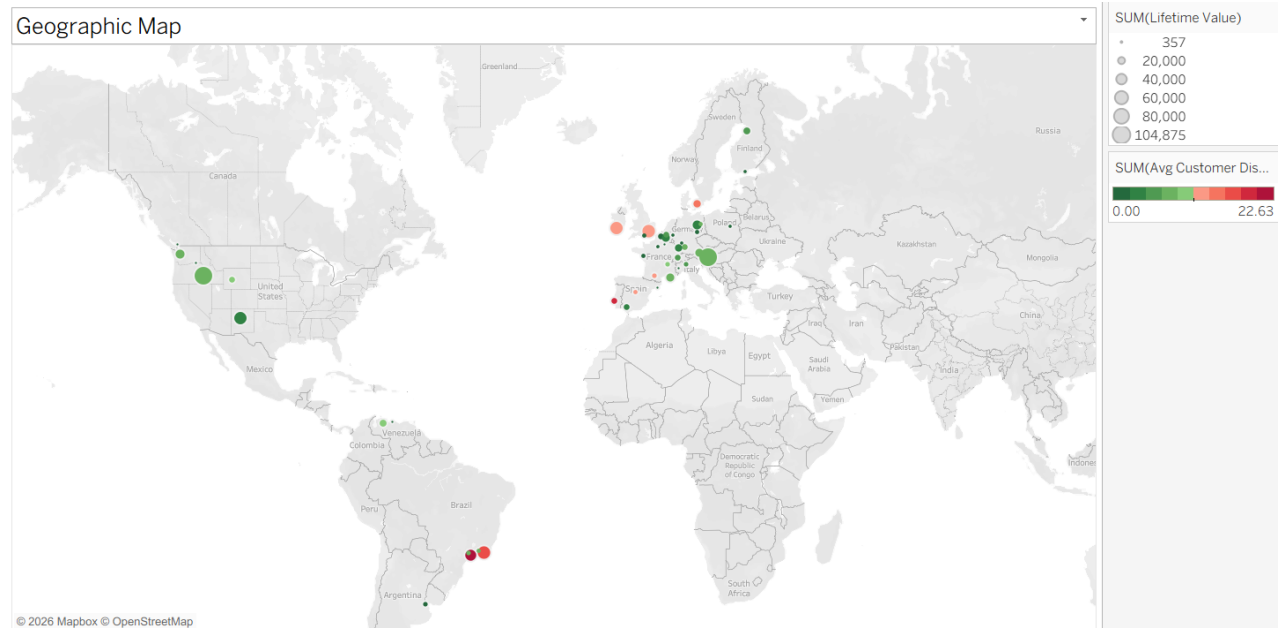 Geographic Map
SUM(Lifetime Value)
357
20,000
40,000
60,000
80,000
104,875
SUM(Avg Customer Dis...
0.00
22.63
Greenland
Sweden
Russia
Finland
Norway
Canada
Belarus
Poland
Germ
Ukraine
Kazakhstan
France
Mongolia
Italy
United
States
Spain
Turkey
China
Iraq
Iran
Algeria
Libya
Egypt
Pakistan
Saudi
Arabia
Mexico
India
Sudan
Yemen
Venezuela
Colombia
Democratic
Republic
of Congo
Indones
Brazil
Peru
South
Africa
Argentina
© 2026 Mapbox © OpenStreetMap